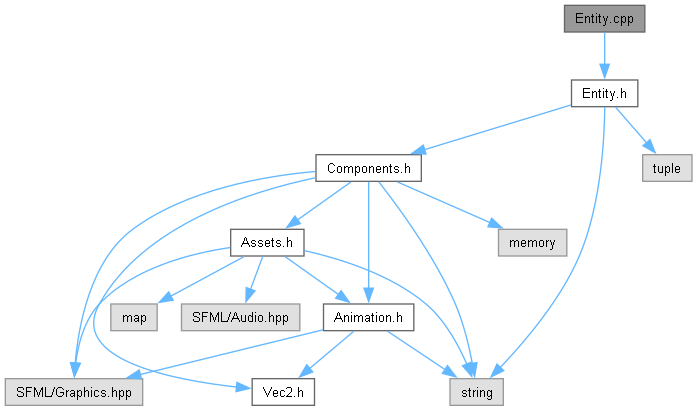 Entity.cpp
Entity.h
Components.h
tuple
Assets.h
memory
map
SFML/Audio.hpp
Animation.h
SFML/Graphics.hpp
Vec2.h
string